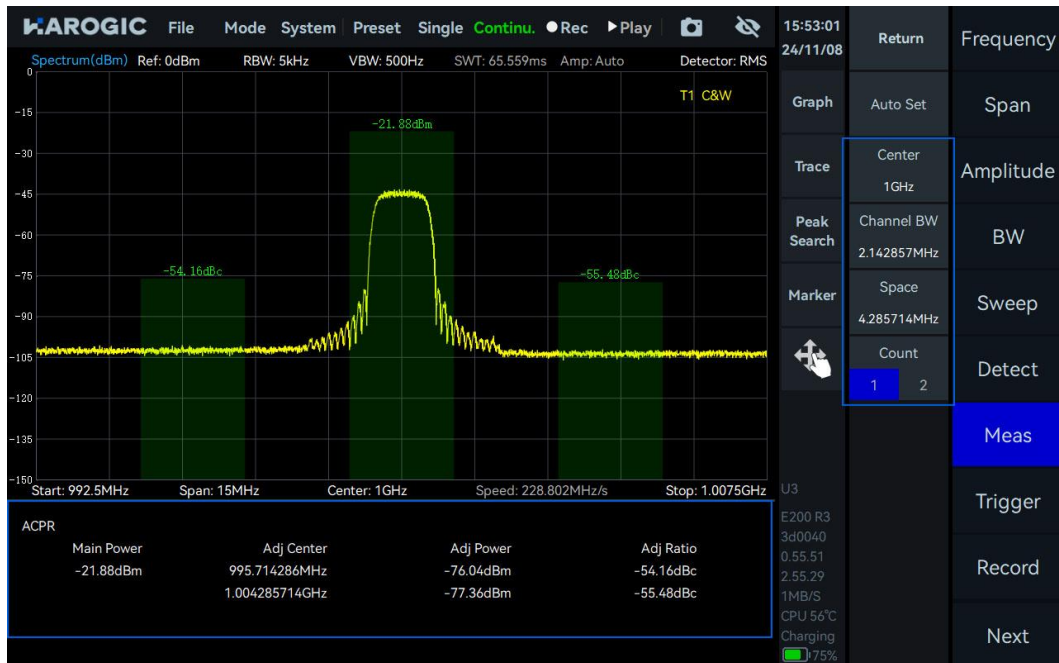 HAROGIC File Mode System Preset Single Continu. Rec Play
Spectrum(dBm) Ref: 0dBm RBW: 5kHz VBW: 500Hz SWT: 65.559ms Amp: Auto Detector: RMS
T1 C&W
0
-15
-30
-45
-60
-75
-90
-105
-120
-135
-150
-21.88dBm
-54.16dBc
-55.48dBc
Start: 992.5MHz Span: 15MHz Center: 1GHz Speed: 228.802MHz/s Stop: 1.0075GHz
ACPR
Main Power Adj Center Adj Power Adj Ratio
-21.88dBm 995.714286MHz -76.04dBm -54.16dBc
1.004285714GHz -77.36dBm -55.48dBc
15:53:01
24/11/08
Graph
Trace
Peak
Search
Marker
U3
E200 R3
3d0040
0.55.51
2.55.29
1MB/S
CPU 56℃
Charging
75%
Return
Auto Set
Center
1GHz
Channel BW
2.142857MHz
Space
4.285714MHz
Count
1 2
Frequency
Span
Amplitude
BW
Sweep
Detect
Meas
Trigger
Record
Next